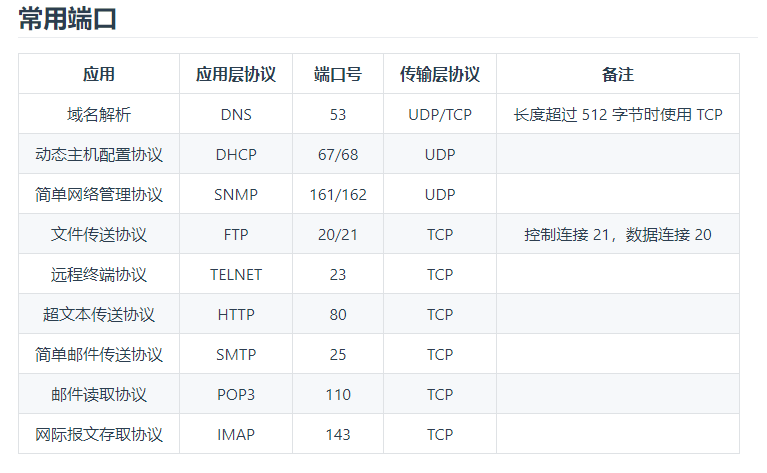 常用端口
应用 应用层协议 端口号 传输层协议 备注
域名解析 DNS 53 UDP/TCP 长度超过 512 字节时使用 TCP
动态主机配置协议 DHCP 67/68 UDP
简单网络管理协议 SNMP 161/162 UDP
文件传送协议 FTP 20/21 TCP 控制连接 21，数据连接 20
远程终端协议 TELNET 23 TCP
超文本传送协议 HTTP 80 TCP
简单邮件传送协议 SMTP 25 TCP
邮件读取协议 POP3 110 TCP
网际报文存取协议 IMAP 143 TCP